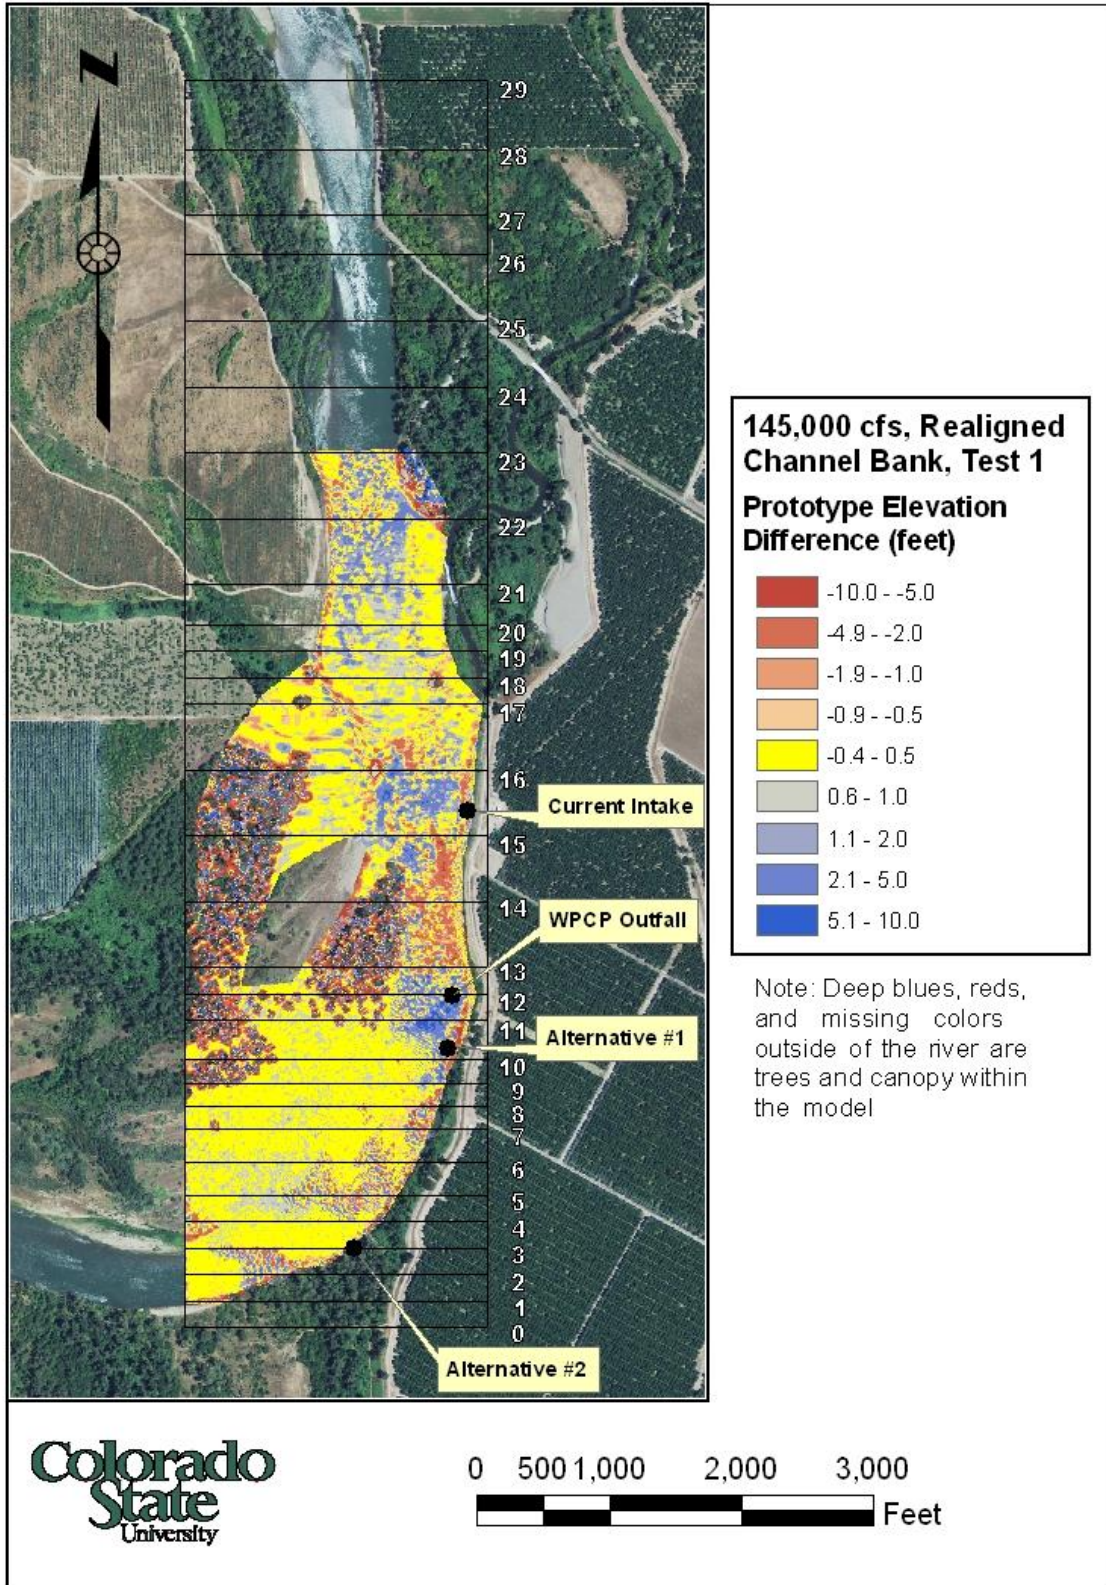 N
29
28
27
26
25
24
23
22
21
20
19
18
17
16
15
14
13
12
11
10
9
8
7
6
5
4
3
2
1
0
Current Intake
WPCP Outfall
Alternative #1
Alternative #2
145,000 cfs, Realigned
Channel Bank, Test 1
Prototype Elevation
Difference (feet)
-10.0 - -5.0
-4.9 - -2.0
-1.9 - -1.0
-0.9 - -0.5
-0.4 - 0.5
0.6 - 1.0
1.1 - 2.0
2.1 - 5.0
5.1 - 10.0
Note: Deep blues, reds,
and missing colors
outside of the river are
trees and canopy within
the model
Colorado
State
University
0 500 1,000 2,000 3,000
Feet